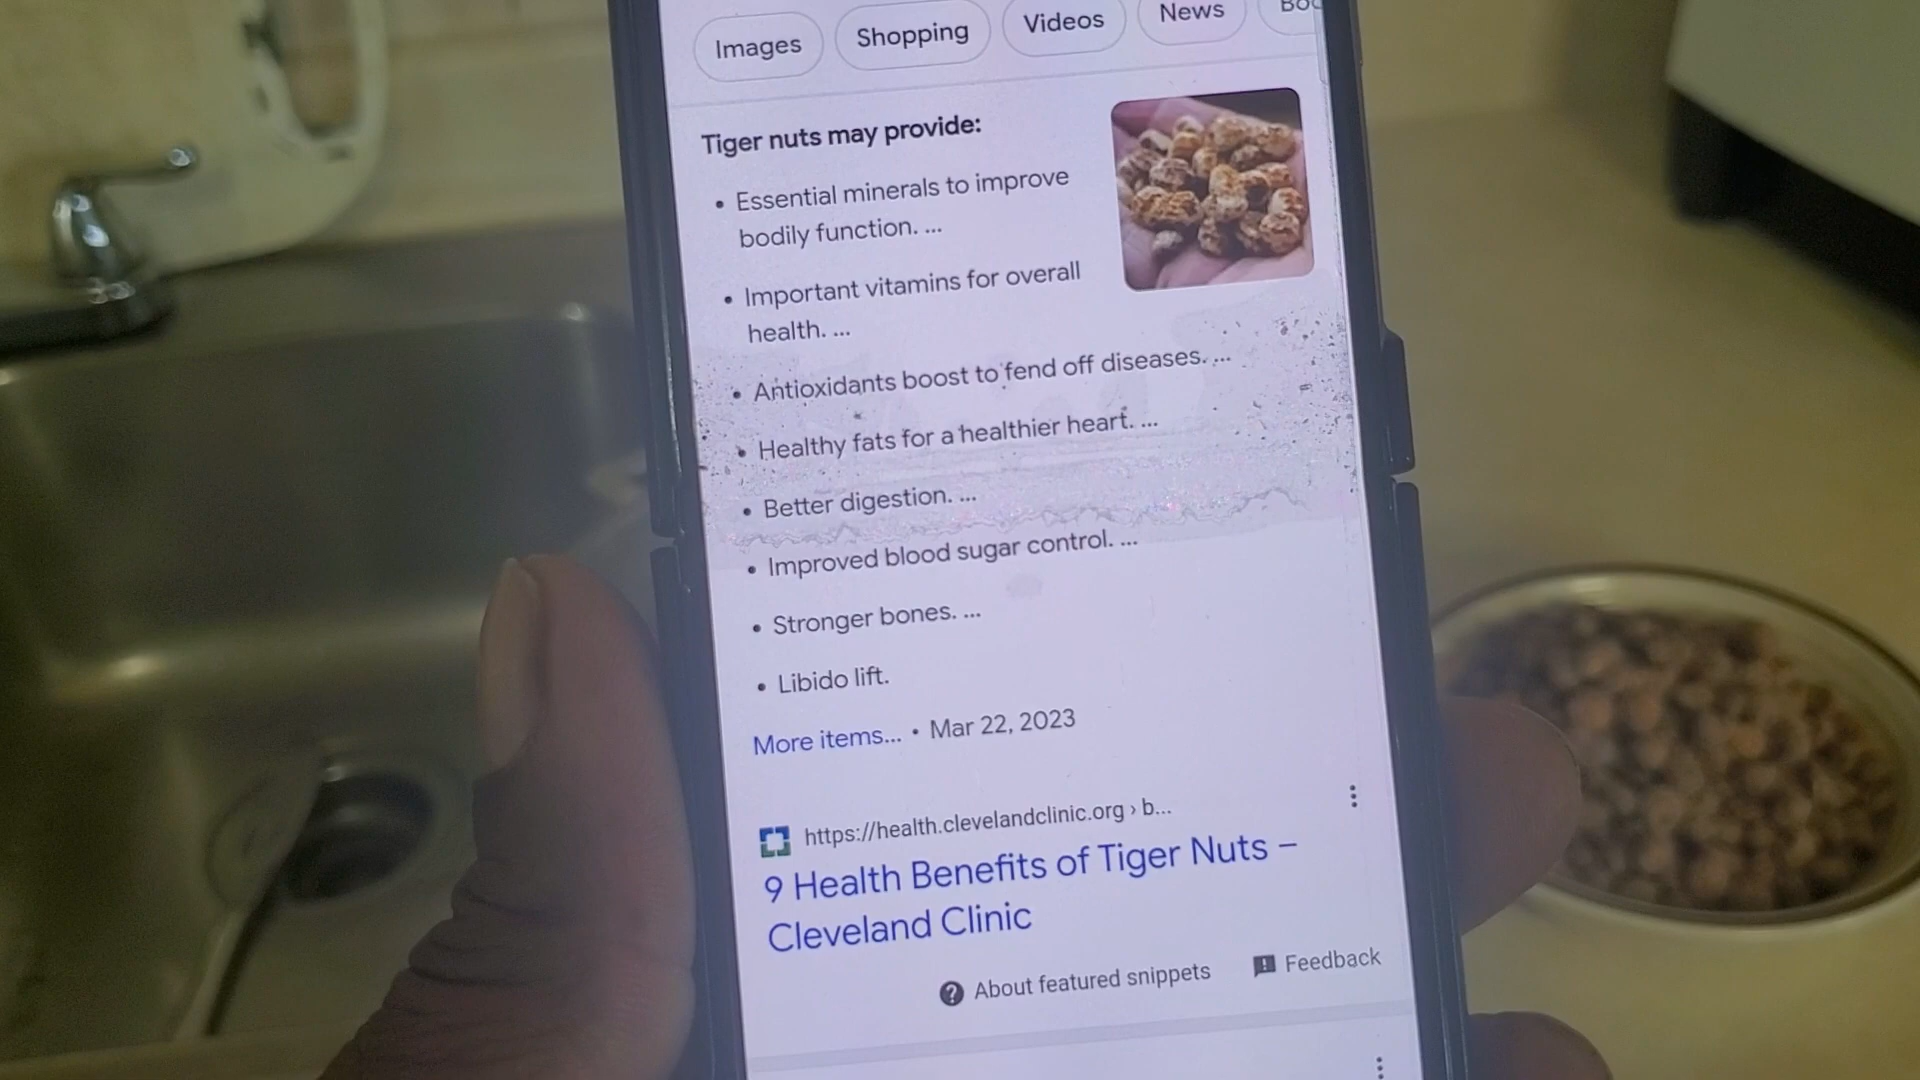 Images Shopping Videos News
Tiger nuts may provide:
• Essential minerals to improve
bodily function. ...
• Important vitamins for overall
health. ...
• Antioxidants boost to fend off diseases. ...
• Healthy fats for a healthier heart. ...
• Better digestion. ...
• Improved blood sugar control. ...
• Stronger bones. ...
• Libido lift.
More items... • Mar 22, 2023
https://health.clevelandclinic.org › b...
9 Health Benefits of Tiger Nuts –
Cleveland Clinic
About featured snippets Feedback